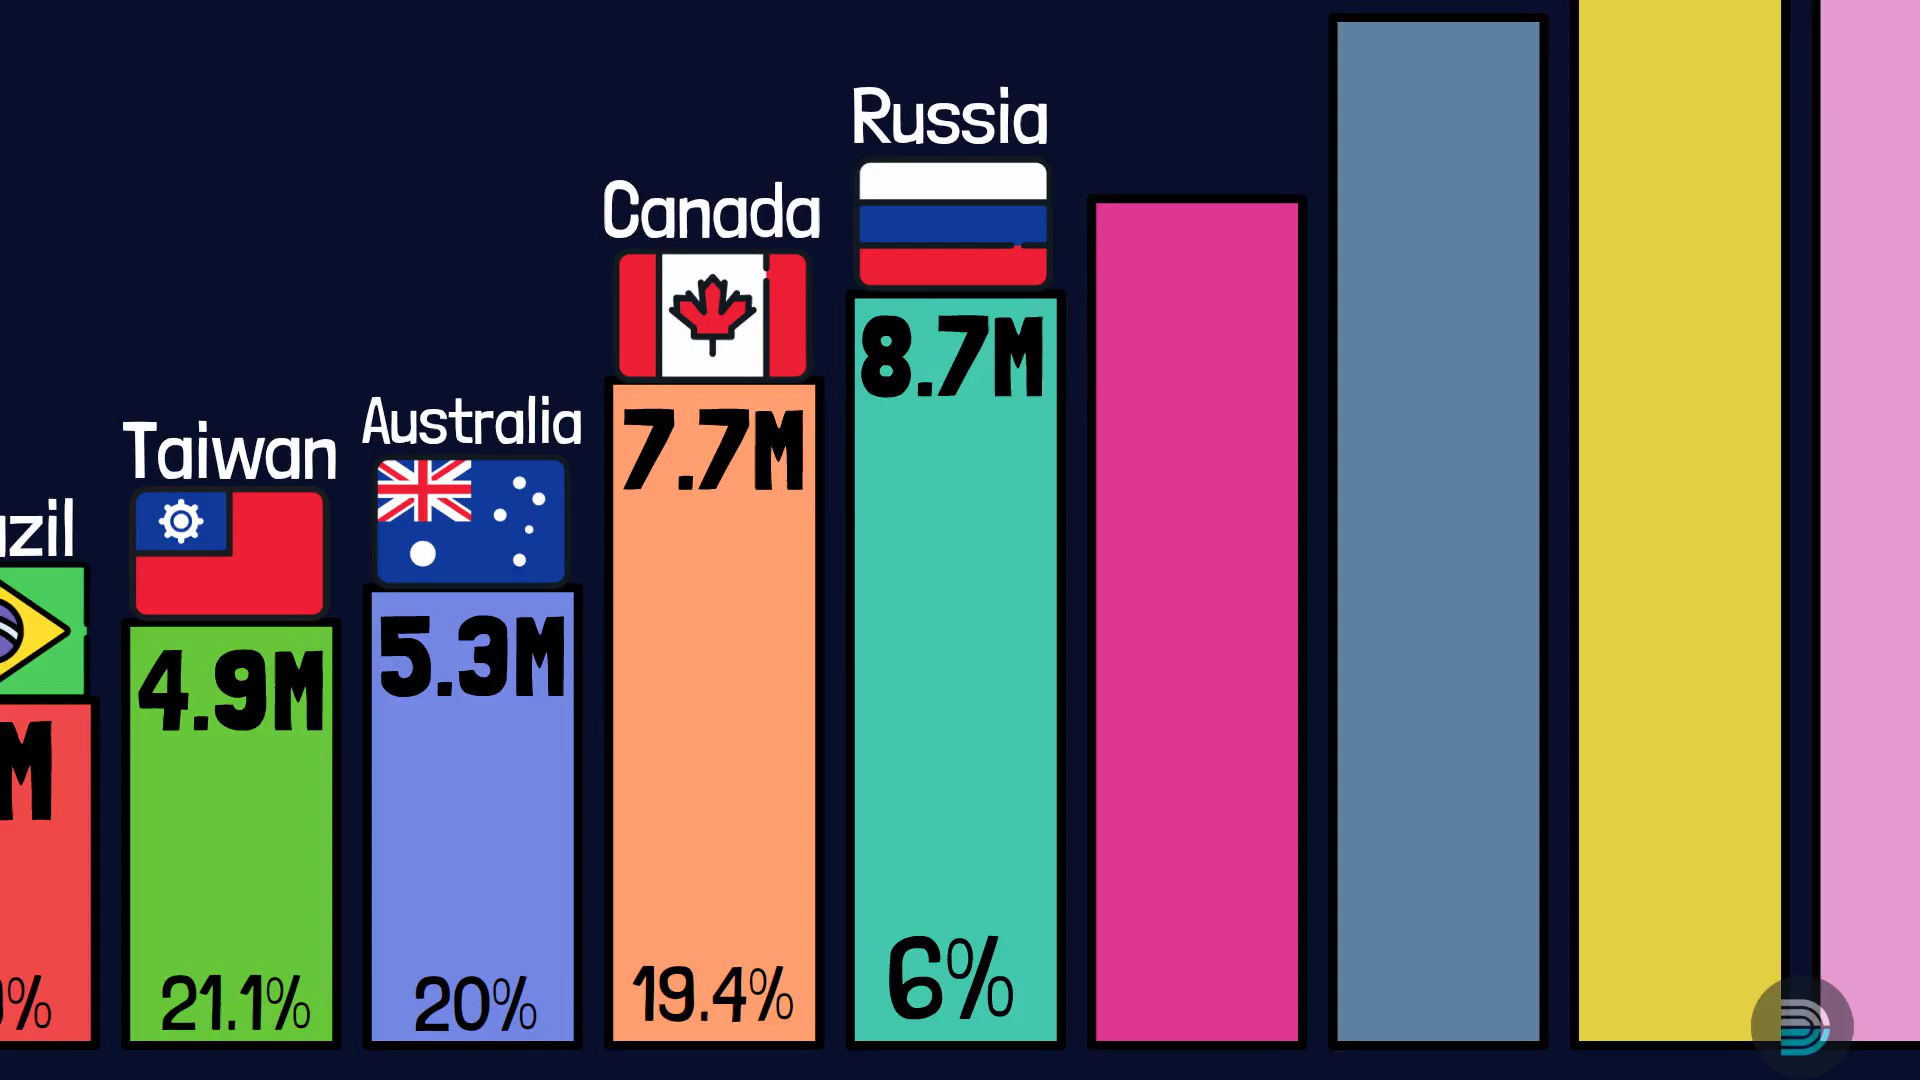 Russia
Canada
8.7M
Australia
7.7M
Taiwan
5.3M
4.9M
6%
19.4%
20%
21.1%